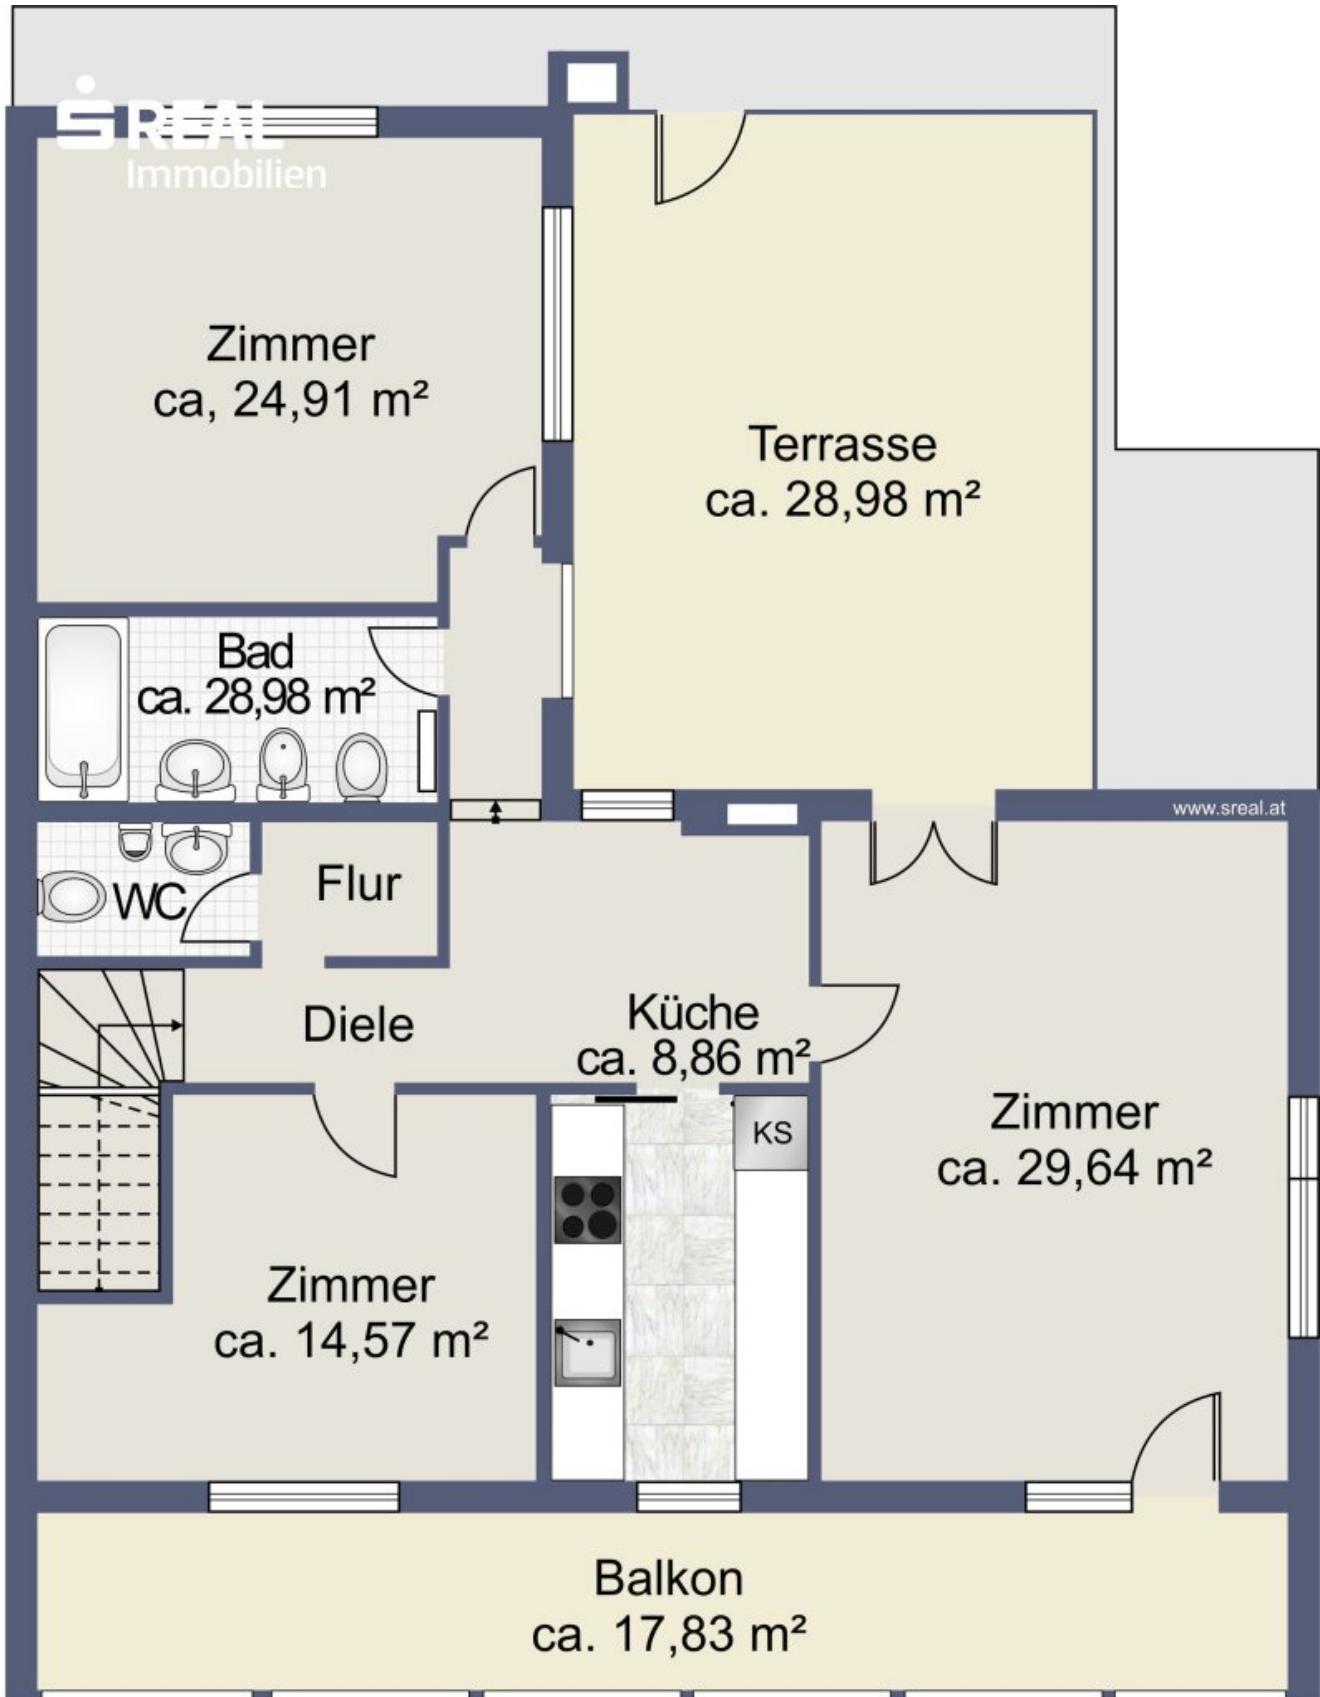 S REAL
Immobilien
Zimmer
ca, 24,91 m²
Terrasse
ca. 28,98 m²
Bad
ca. 28,98 m²
www.sreal.at
WC
Flur
Diele
Küche
ca. 8,86 m²
KS
Zimmer
ca. 29,64 m²
Zimmer
ca. 14,57 m²
Balkon
ca. 17,83 m²